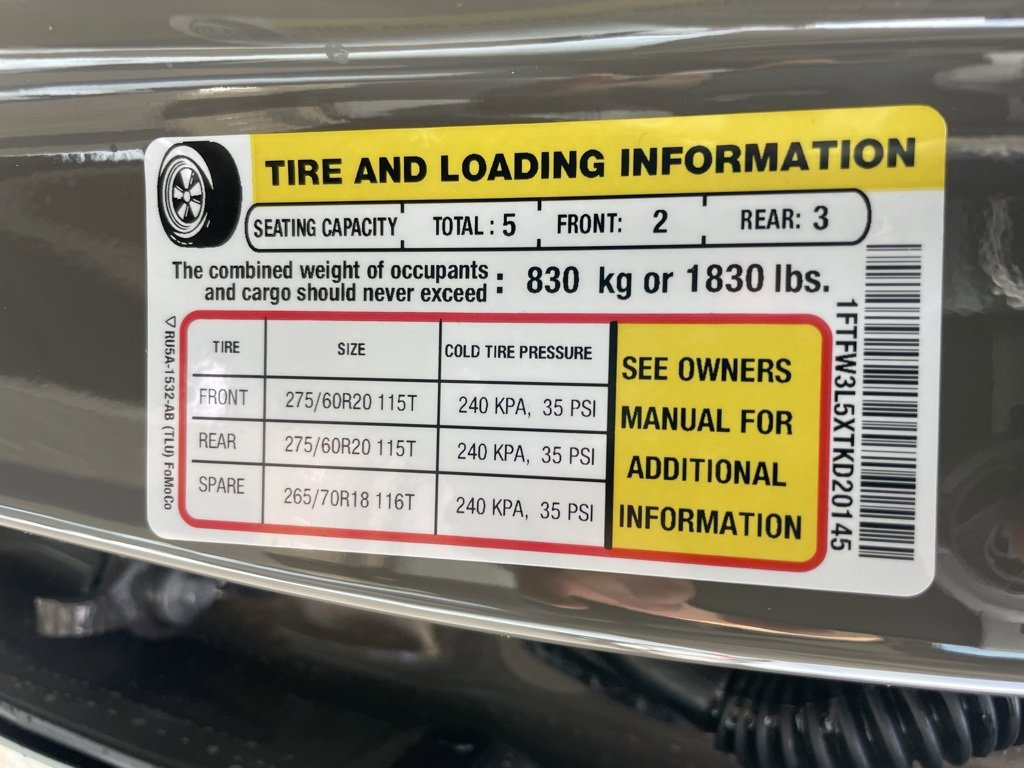 TIRE AND LOADING INFORMATION
SEATING CAPACITY TOTAL : 5 FRONT: 2 REAR: 3
The combined weight of occupants
and cargo should never exceed : 830 kg or 1830 lbs.
TIRE SIZE COLD TIRE PRESSURE
FRONT 275/60R20 115T 240 KPA, 35 PSI
REAR 275/60R20 115T 240 KPA, 35 PSI
SPARE 265/70R18 116T 240 KPA, 35 PSI
SEE OWNERS
MANUAL FOR
ADDITIONAL
INFORMATION
1FTFW3L5XTKD20145
▽RU5A-1532-AB (TLU) FoMoCo